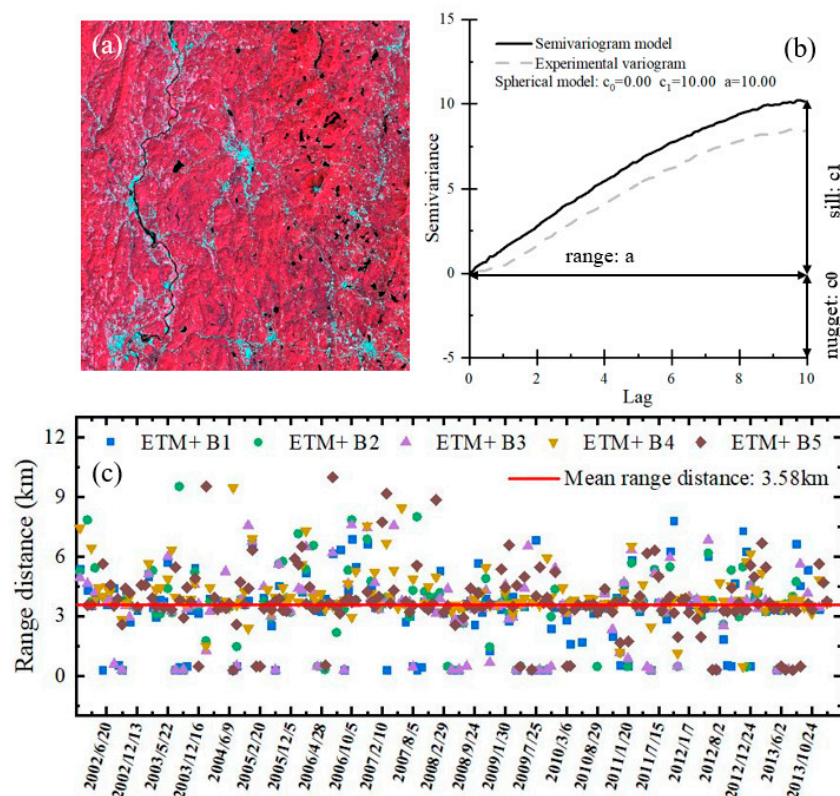 (a)
(b)
15
10
5
0
-5
Semivariance
Semivariogram model
Experimental variogram
Spherical model: c0=0.00 c1=10.00 a=10.00
range: a
sill: c1
nugget: c0
0 2 4 6 8 10
Lag
(c)
ETM+ B1 ETM+ B2 ETM+ B3 ETM+ B4 ETM+ B5
Mean range distance: 3.58km
Range distance (km)
12
9
6
3
0
2002/6/20 2002/12/13 2003/5/22 2003/12/16 2004/6/9 2005/2/20 2005/12/5 2006/4/28 2006/10/5 2007/2/10 2007/8/5 2008/2/29 2008/9/24 2009/1/30 2009/7/25 2010/3/6 2010/8/29 2011/1/20 2011/7/15 2012/1/7 2012/8/2 2012/12/24 2013/6/2 2013/10/24